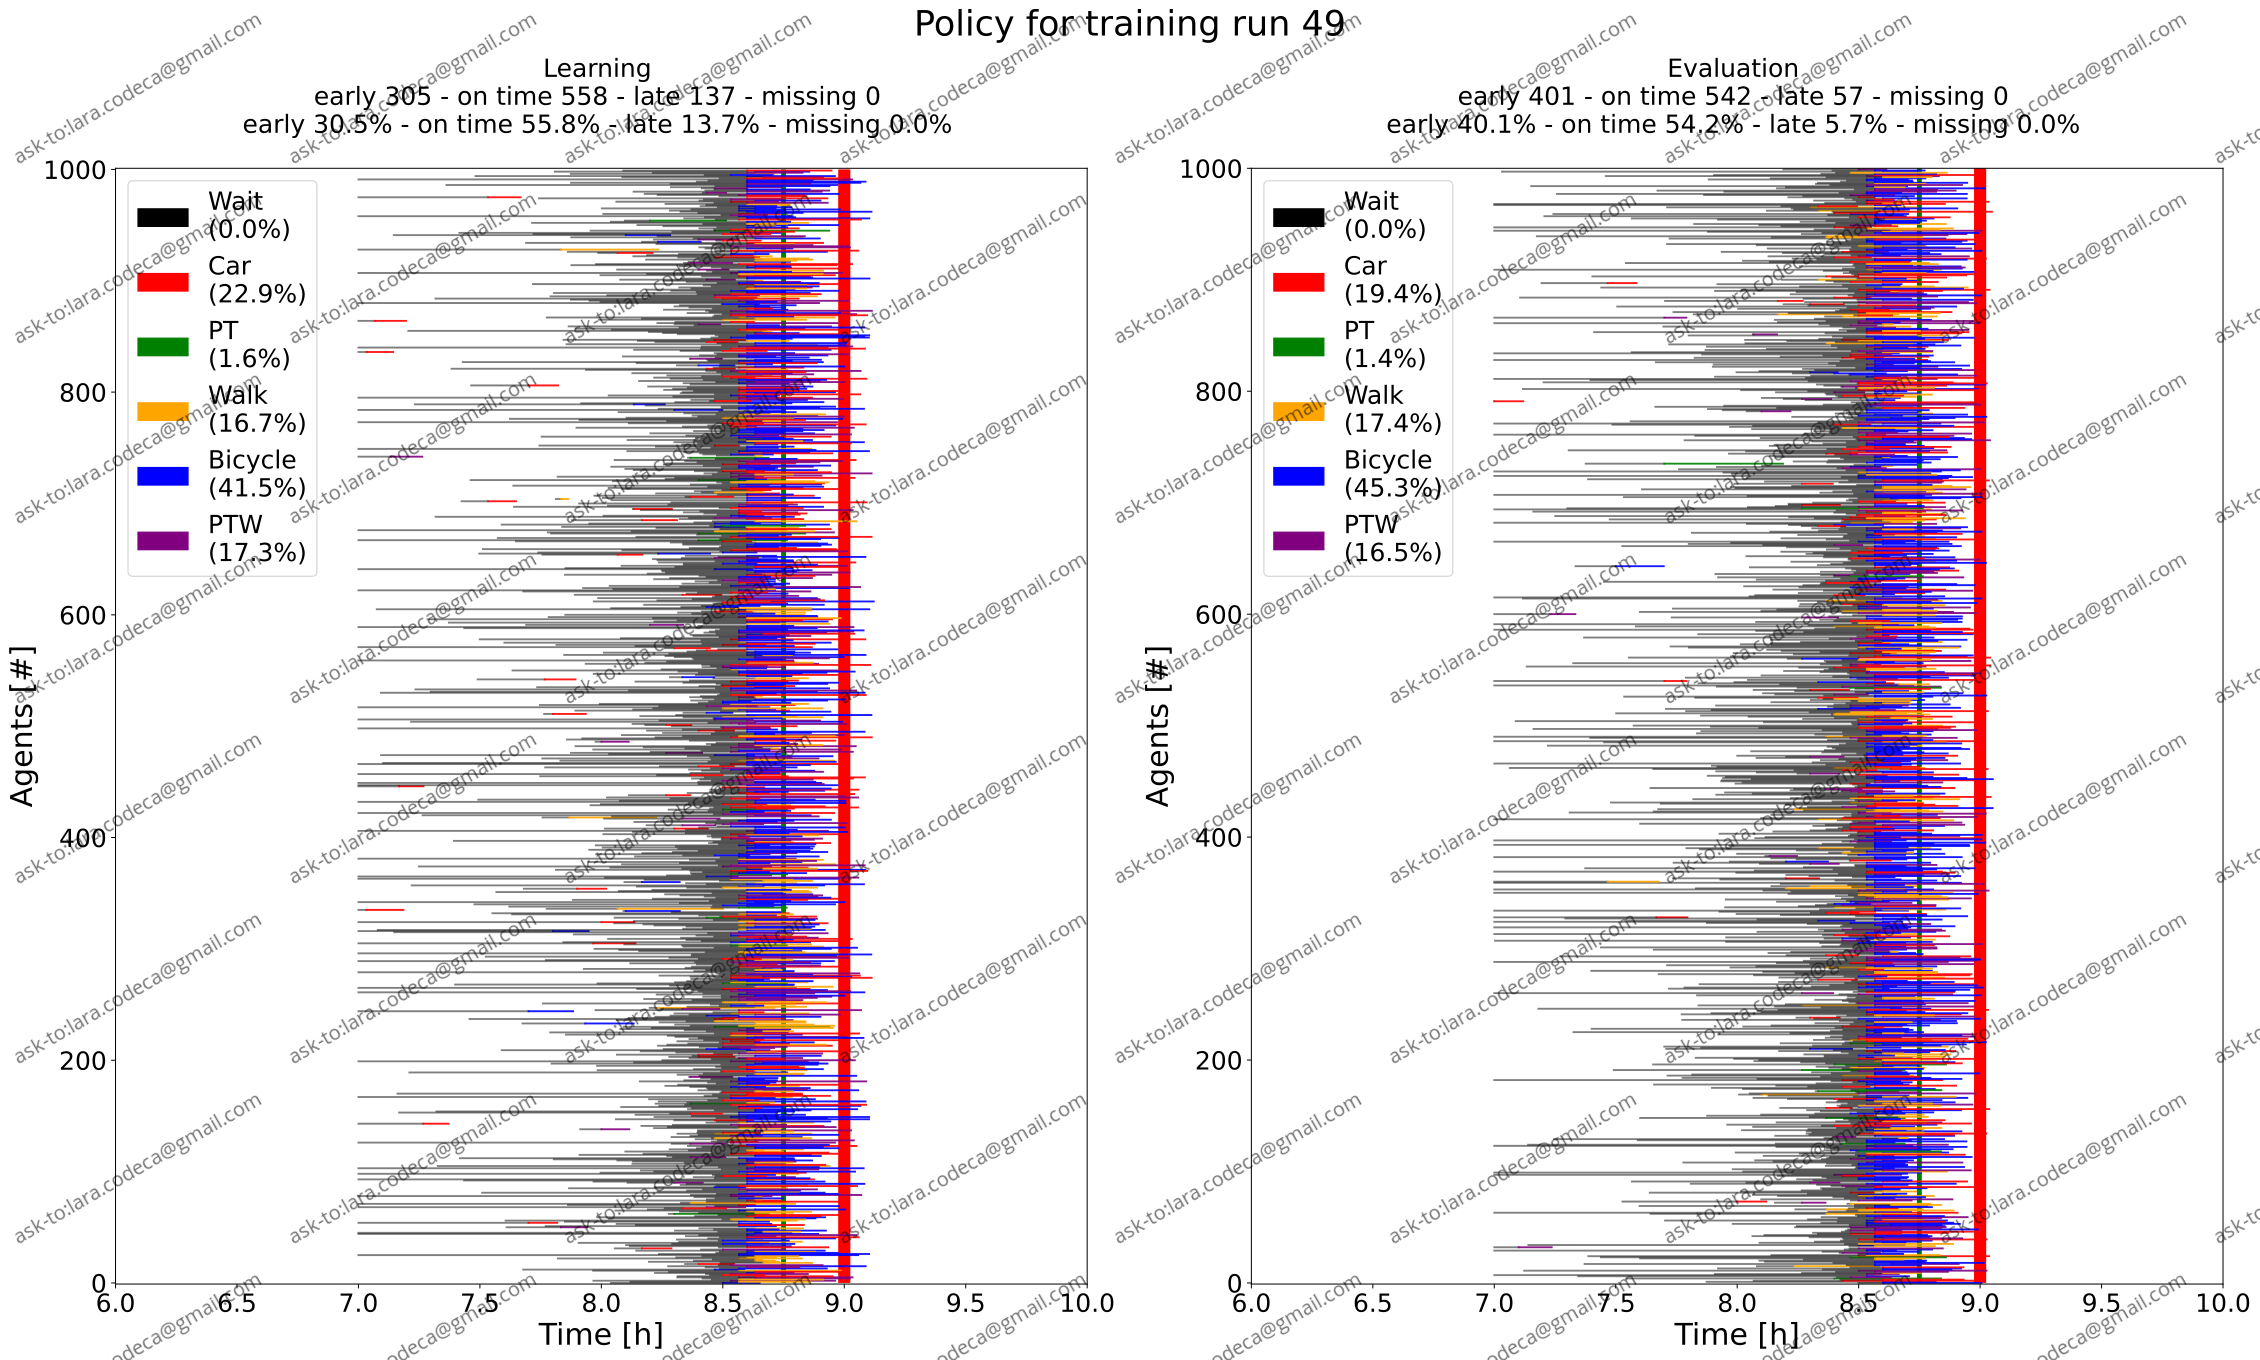 Policy for training run 49
Learning
early 305 - on time 558 - late 137 - missing 0
early 30.5% - on time 55.8% - late 13.7% - missing 0.0%
Evaluation
early 401 - on time 542 - late 57 - missing 0
early 40.1% - on time 54.2% - late 5.7% - missing 0.0%
Agents [#]
1000
800
600
400
200
0
Wait
(0.0%)
Car
(22.9%)
PT
(1.6%)
Walk
(16.7%)
Bicycle
(41.5%)
PTW
(17.3%)
6.0 6.5 7.0 7.5 8.0 8.5 9.0 9.5 10.0
Time [h]
Agents [#]
1000
800
600
400
200
0
Wait
(0.0%)
Car
(19.4%)
PT
(1.4%)
Walk
(17.4%)
Bicycle
(45.3%)
PTW
(16.5%)
6.0 6.5 7.0 7.5 8.0 8.5 9.0 9.5 10.0
Time [h]
ask-to:lara.codeca@gmail.com